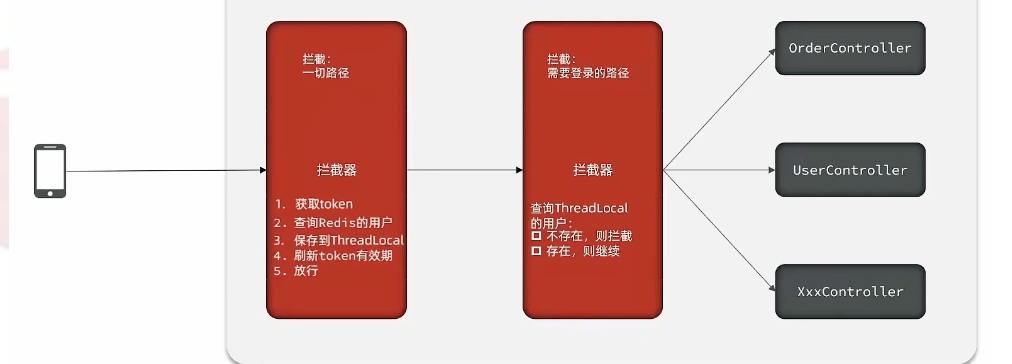 拦截：
一切路径
拦截器
1. 获取token
2. 查询Redis的用户
3. 保存到ThreadLocal
4. 刷新token有效期
5. 放行
拦截：
需要登录的路径
拦截器
查询ThreadLocal
的用户：
不存在，则拦截
存在，则继续
OrderController
UserController
XxxController